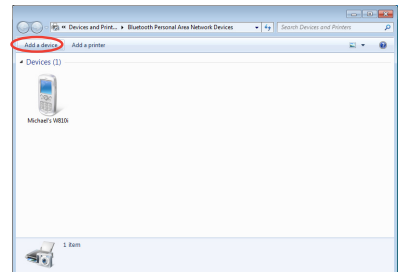 Devices and Print... Bluetooth Personal Area Network Devices Search Devices and Printers
Add a device Add a printer
Devices (1)
Michael's W810i
1 item